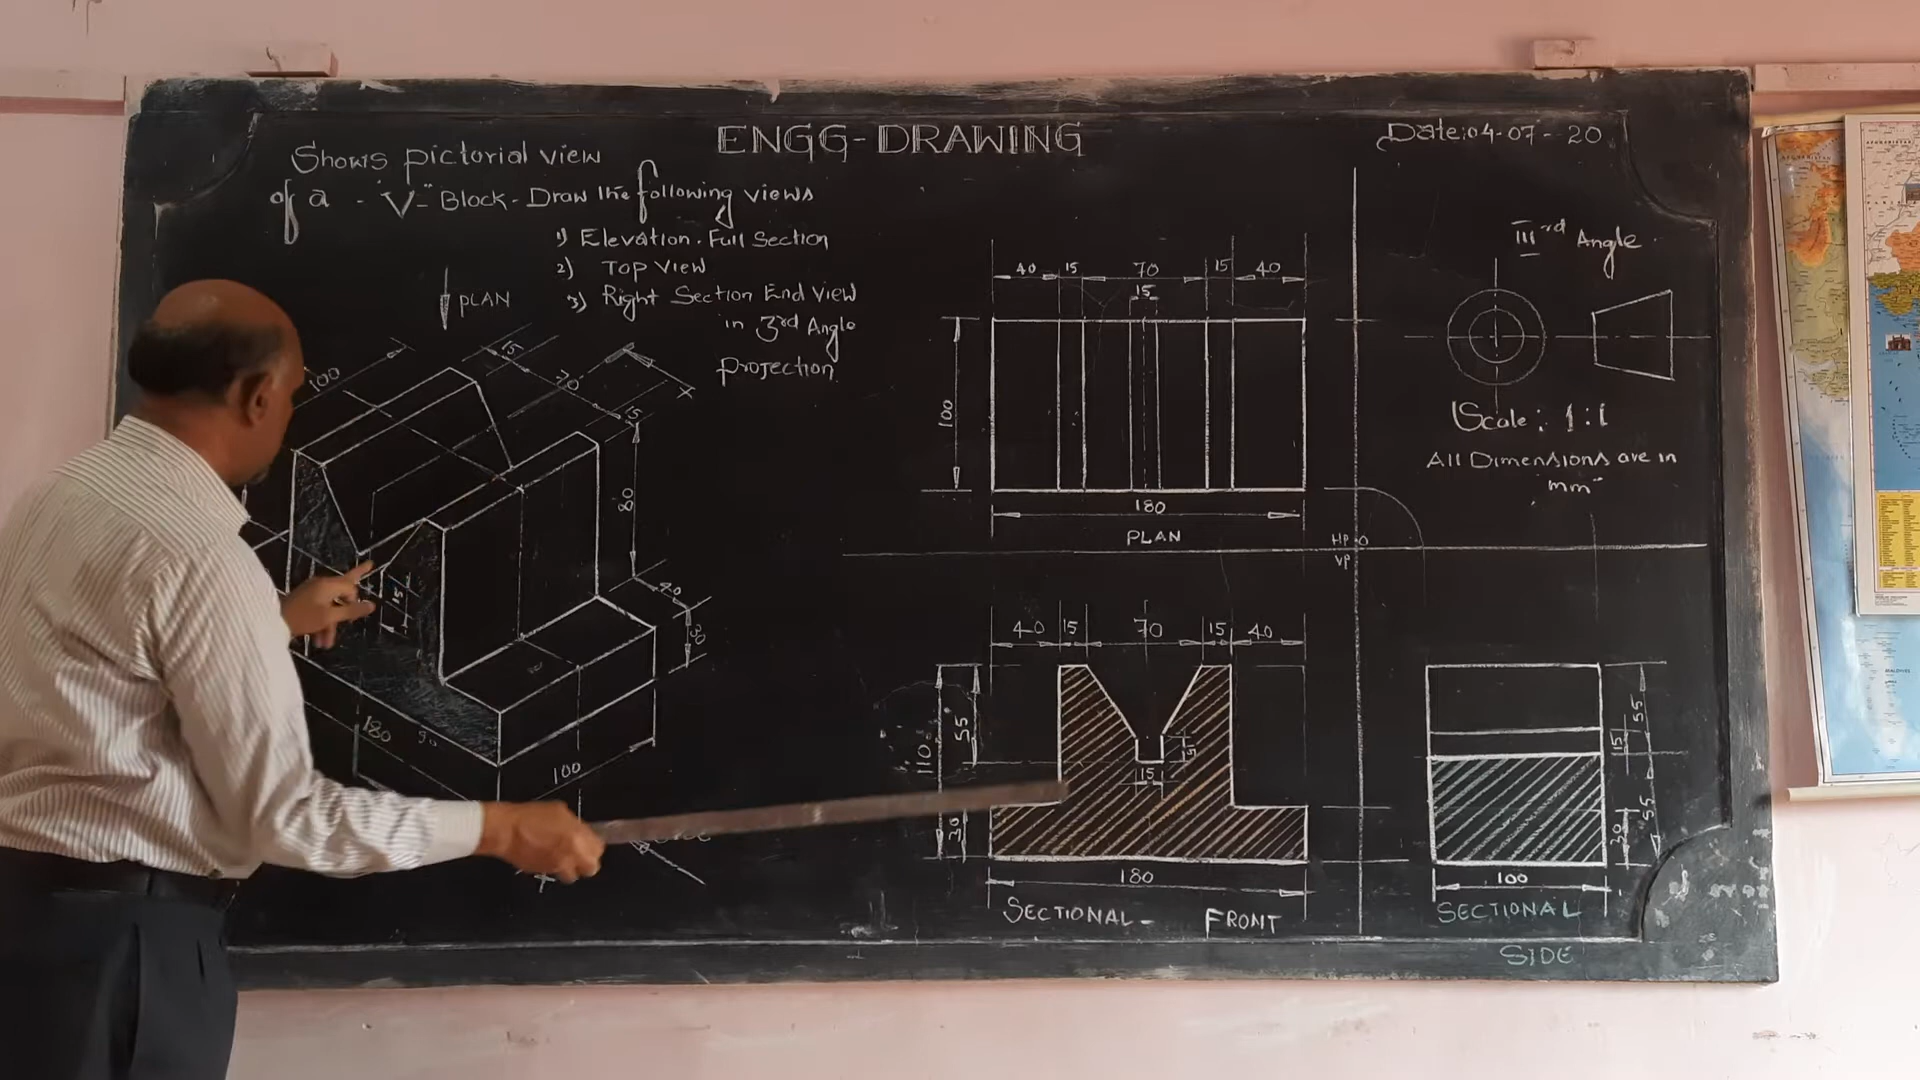 ENGG-DRAWING
Date:04-07-20
Shows pictorial view
of a - "V"- Block - Draw the following views
1) Elevation. Full Section
2) Top View
3) Right Section End View
in 3rd Angle
projection
PLAN
100
15
70
15
X
80
40
30
15
180
90
100
X
40 15 70 15 40
15
100
180
PLAN
HP
VP
III rd Angle
Scale: 1:1
All Dimensions are in
"mm"
40 15 70 15 40
110
55
30
15
15
180
SECTIONAL - FRONT
55
15
55
30
100
SECTIONAL
SIDE
AFGHANISTAN
MALDIVES